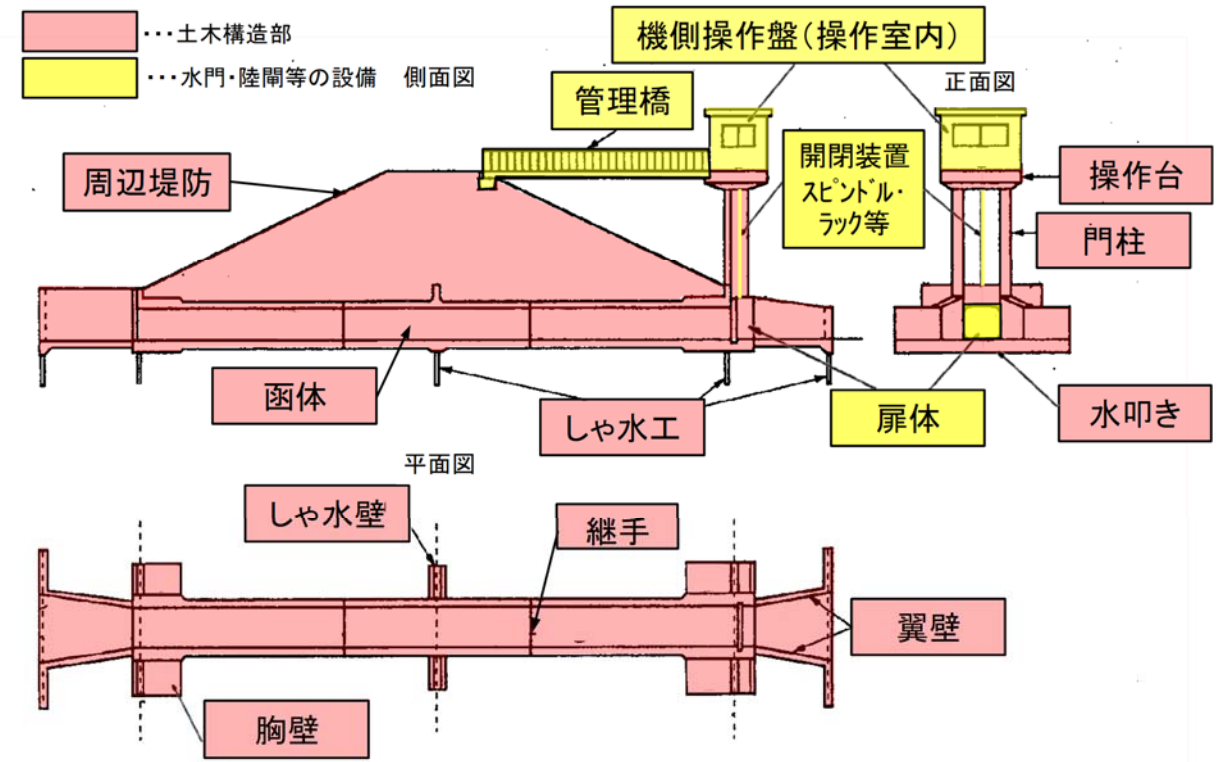 ・・・土木構造部
・・・水門・陸閘等の設備
側面図
機側操作盤(操作室内)
正面図
管理橋
開閉装置
スピンドル・
ラック等
周辺堤防
操作台
門柱
函体
しゃ水工
扉体
水叩き
平面図
しゃ水壁
継手
翼壁
胸壁